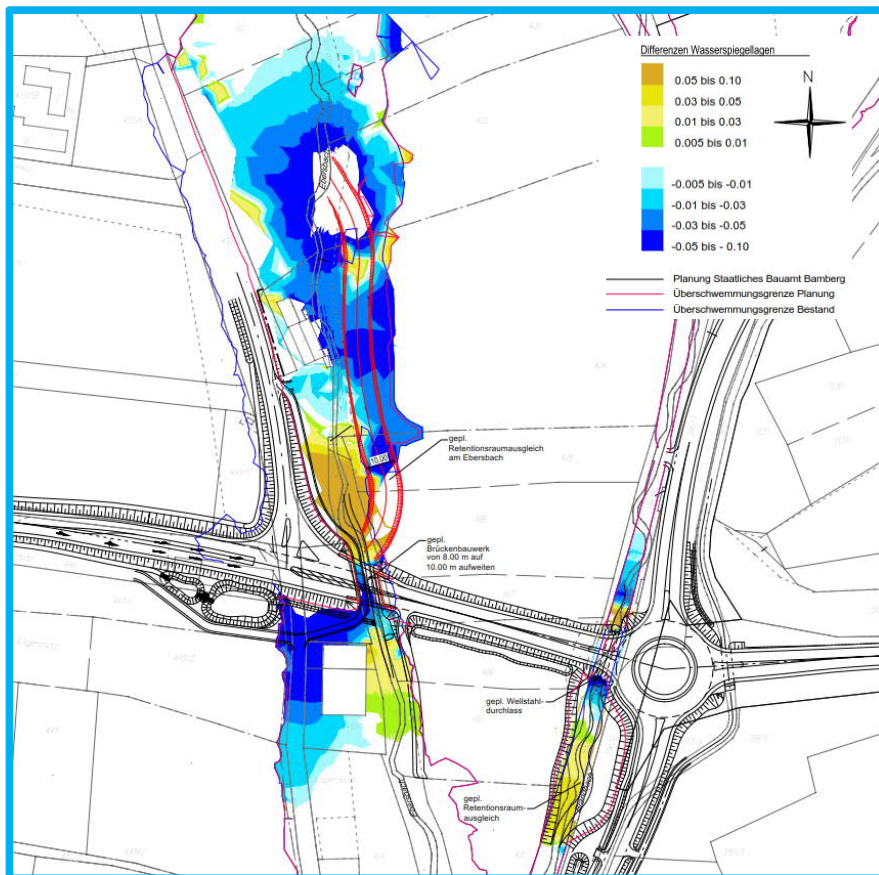 Differenzen Wasserspiegellagen
0.05 bis 0.10
0.03 bis 0.05
0.01 bis 0.03
0.005 bis 0.01
-0.005 bis -0.01
-0.01 bis -0.03
-0.03 bis -0.05
-0.05 bis - 0.10
N
Planung Staatliches Bauamt Bamberg
Überschwemmungsgrenze Planung
Überschwemmungsgrenze Bestand
Ebersbach
10.00
gepl.
Retentionsraumausgleich
am Ebersbach
gepl.
Brückenbauwerk
von 8.00 m auf
10.00 m aufweiten
gepl. Wellstahl-
durchlass
gepl.
Retentionsraum-
ausgleich